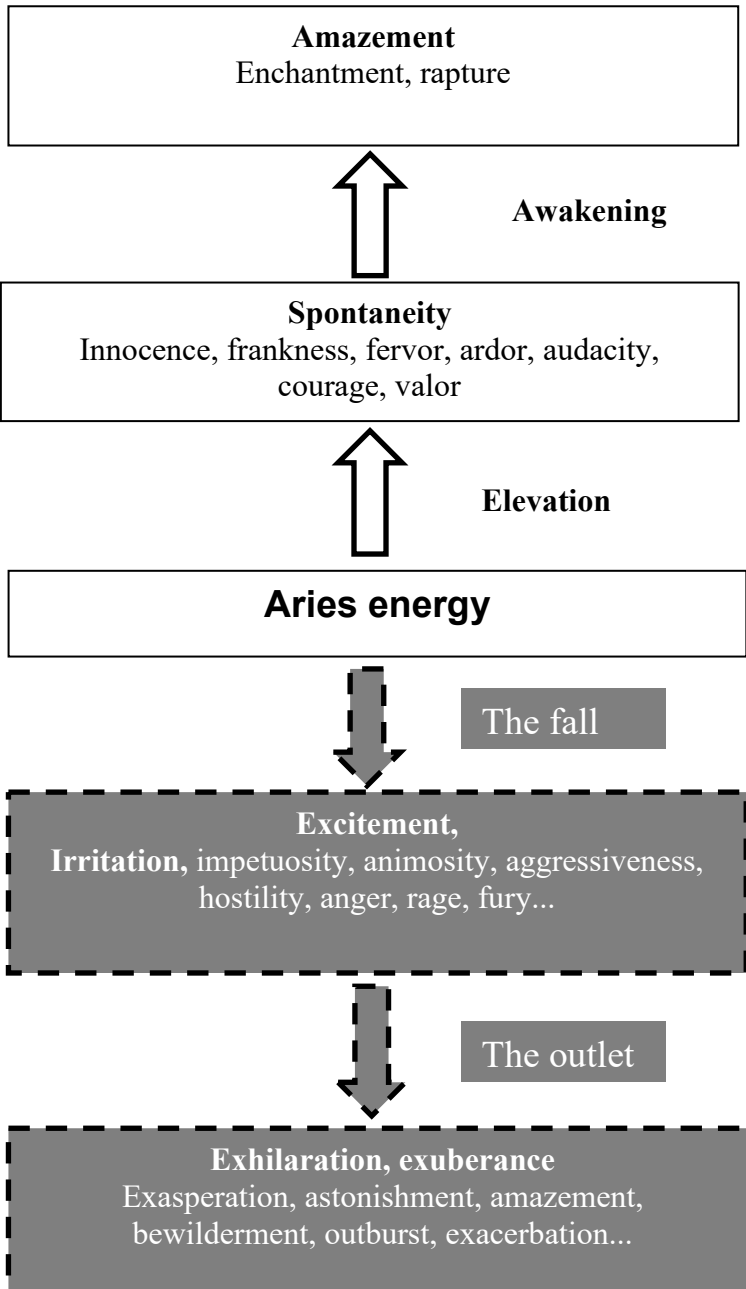 Amazement
Enchantment, rapture
Awakening
Spontaneity
Innocence, frankness, fervor, ardor, audacity,
courage, valor
Elevation
Aries energy
The fall
Excitement,
Irritation, impetuosity, animosity, aggressiveness,
hostility, anger, rage, fury...
The outlet
Exhilaration, exuberance
Exasperation, astonishment, amazement,
bewilderment, outburst, exacerbation...